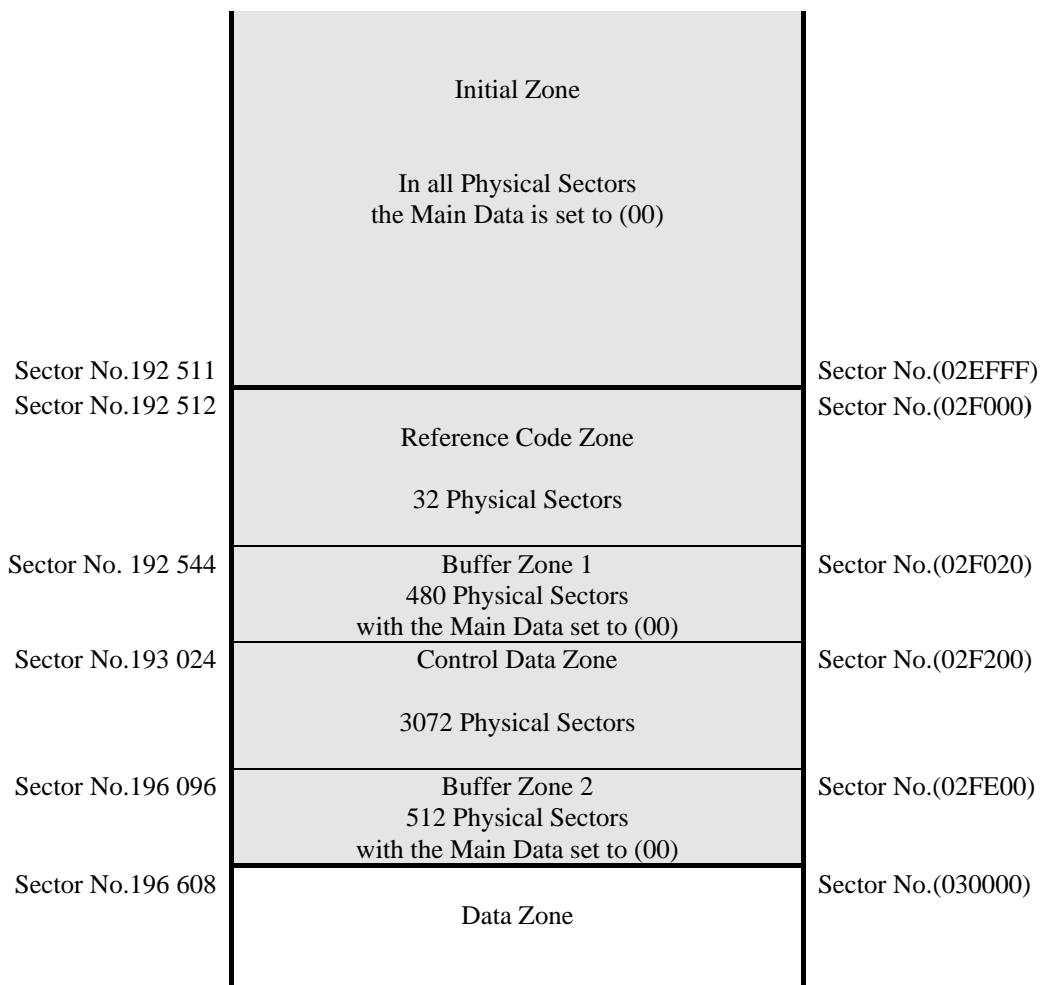 Initial Zone
In all Physical Sectors
the Main Data is set to (00)
Sector No.192 511
Sector No.(02EFFF)
Sector No.192 512
Sector No.(02F000)
Reference Code Zone
32 Physical Sectors
Sector No. 192 544
Buffer Zone 1
Sector No.(02F020)
480 Physical Sectors
with the Main Data set to (00)
Sector No.193 024
Control Data Zone
Sector No.(02F200)
3072 Physical Sectors
Sector No.196 096
Buffer Zone 2
Sector No.(02FE00)
512 Physical Sectors
with the Main Data set to (00)
Sector No.196 608
Sector No.(030000)
Data Zone